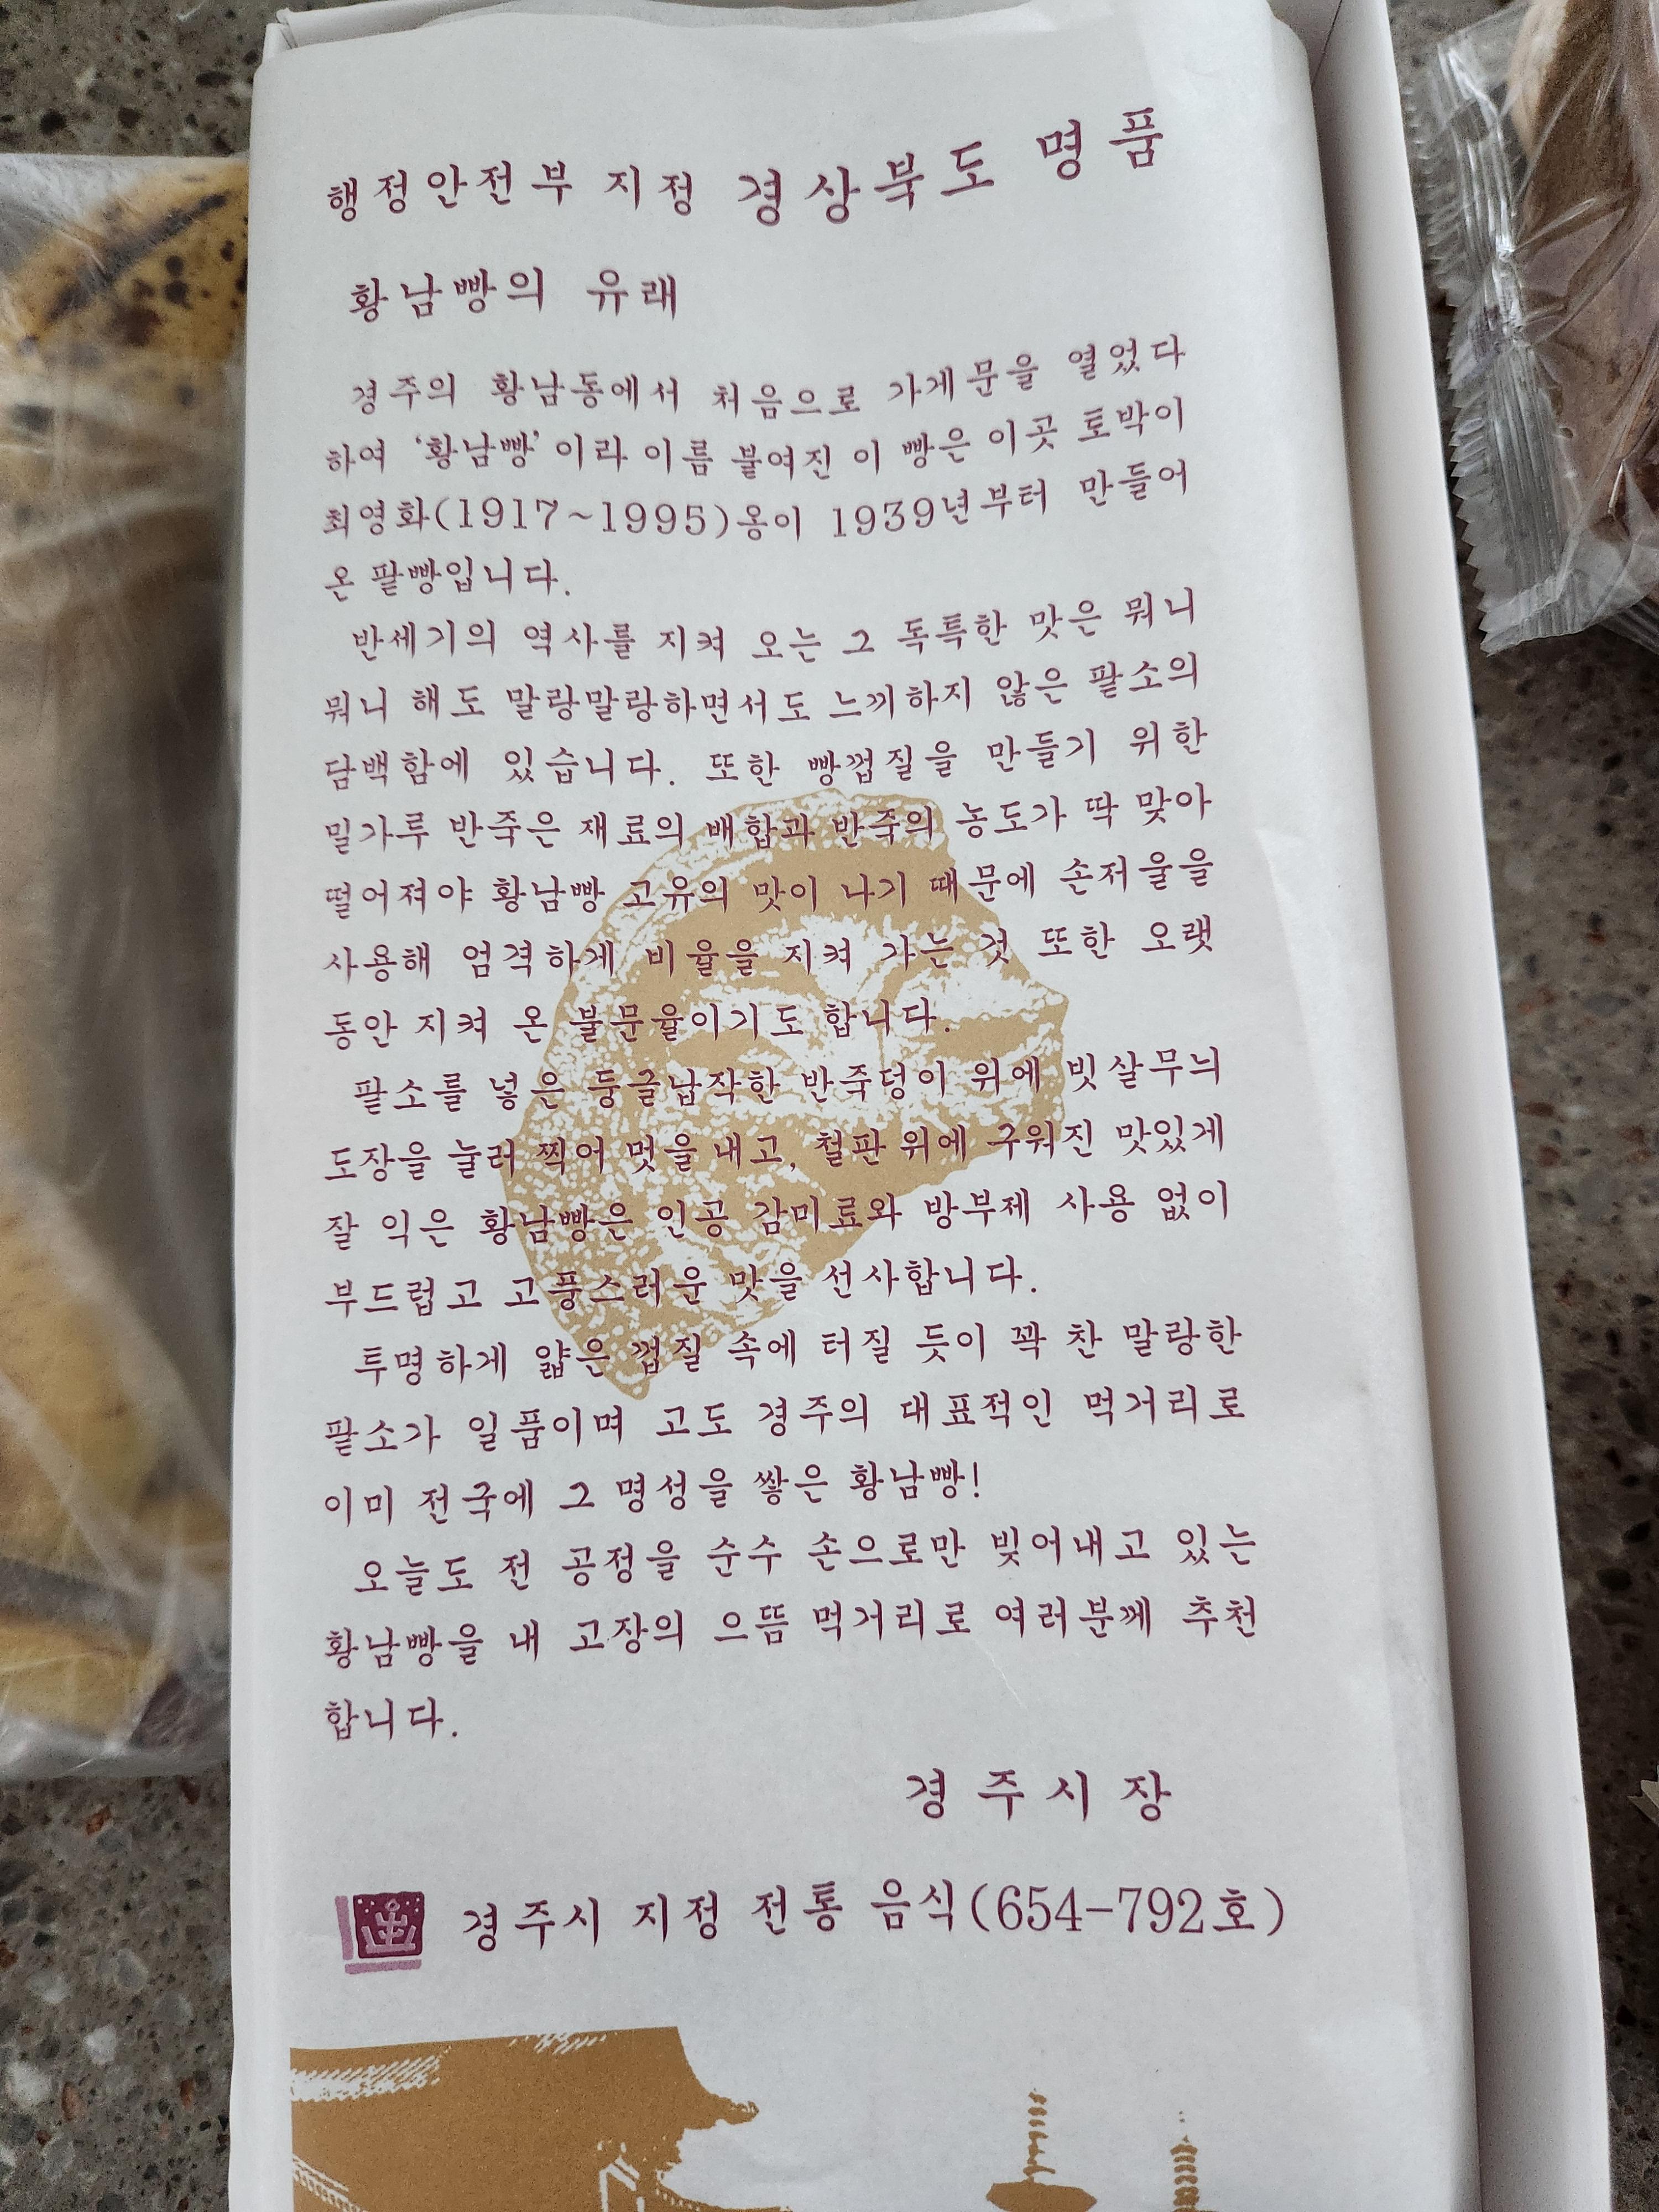 행정안전부 지정 경상북도 명품
황남빵의 유래
경주의 황남동에서 처음으로 가게문을 열었다
하여 '황남빵'이라 이름 붙여진 이 빵은 이곳 토박이
최영화(1917~1995)옹이 1939년부터 만들어
온 팥빵입니다.
반세기의 역사를 지켜 오는 그 독특한 맛은 뭐니
뭐니 해도 말랑말랑하면서도 느끼하지 않은 팥소의
담백함에 있습니다. 또한 빵껍질을 만들기 위한
밀가루 반죽은 재료의 배합과 반죽의 농도가 딱 맞아
떨어져야 황남빵 고유의 맛이 나기 때문에 손저울을
사용해 엄격하게 비율을 지켜 가는 것 또한 오랫
동안 지켜 온 불문율이기도 합니다.
팥소를 넣은 둥글납작한 반죽덩이 위에 빗살무늬
도장을 눌러 찍어 멋을 내고, 철판 위에 구워진 맛있게
잘 익은 황남빵은 인공 감미료와 방부제 사용 없이
부드럽고 고풍스러운 맛을 선사합니다.
투명하게 얇은 껍질 속에 터질 듯이 꽉 찬 말랑한
팥소가 일품이며 고도 경주의 대표적인 먹거리로
이미 전국에 그 명성을 쌓은 황남빵!
오늘도 전 공정을 순수 손으로만 빚어내고 있는
황남빵을 내 고장의 으뜸 먹거리로 여러분께 추천
합니다.
경주시장
경주시 지정 전통 음식(654-792호)